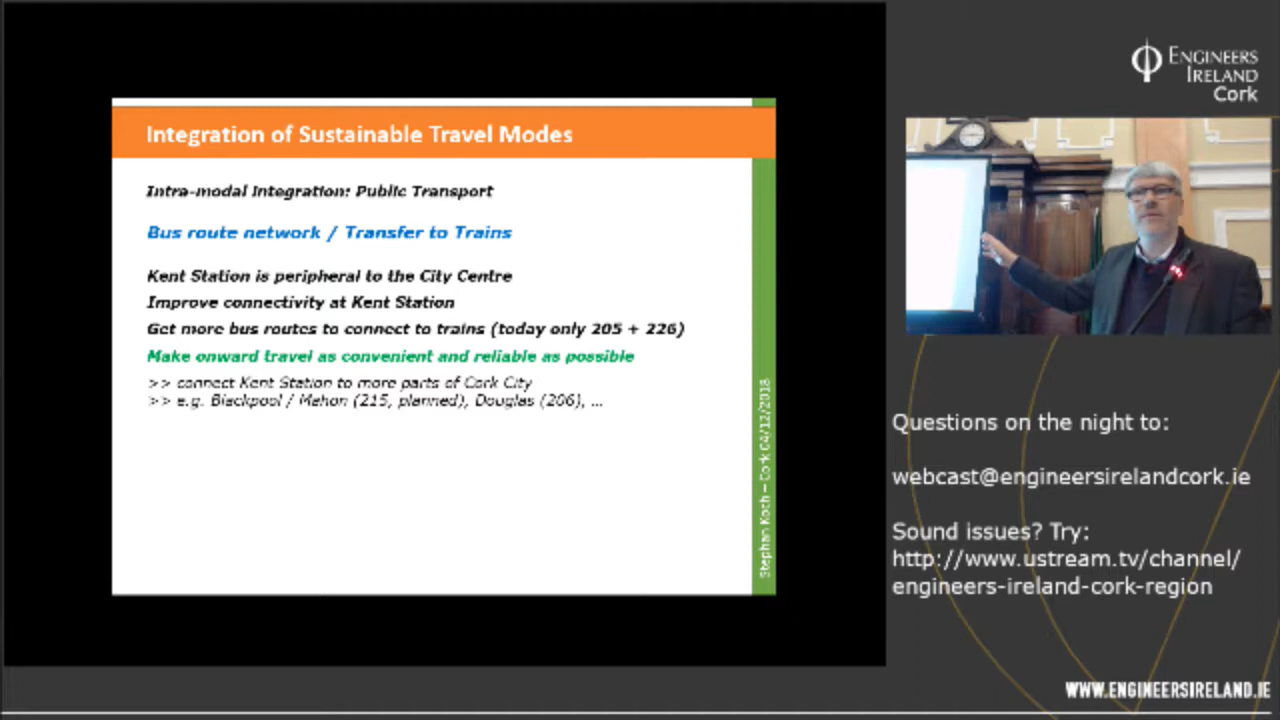 Integration of Sustainable Travel Modes
Intra-modal Integration: Public Transport
Bus route network / Transfer to Trains
Kent Station is peripheral to the City Centre
Improve connectivity at Kent Station
Get more bus routes to connect to trains (today only 205 + 226)
Make onward travel as convenient and reliable as possible
>> connect Kent Station to more parts of Cork City
>> e.g. Blackpool / Mahon (215, planned), Douglas (206), ...
Stephan Koch – Cork 04/12/2018
ENGINEERS
IRELAND
Cork
Questions on the night to:
webcast@engineersirelandcork.ie
Sound issues? Try:
http://www.ustream.tv/channel/
engineers-ireland-cork-region
WWW.ENGINEERSIRELAND.IE